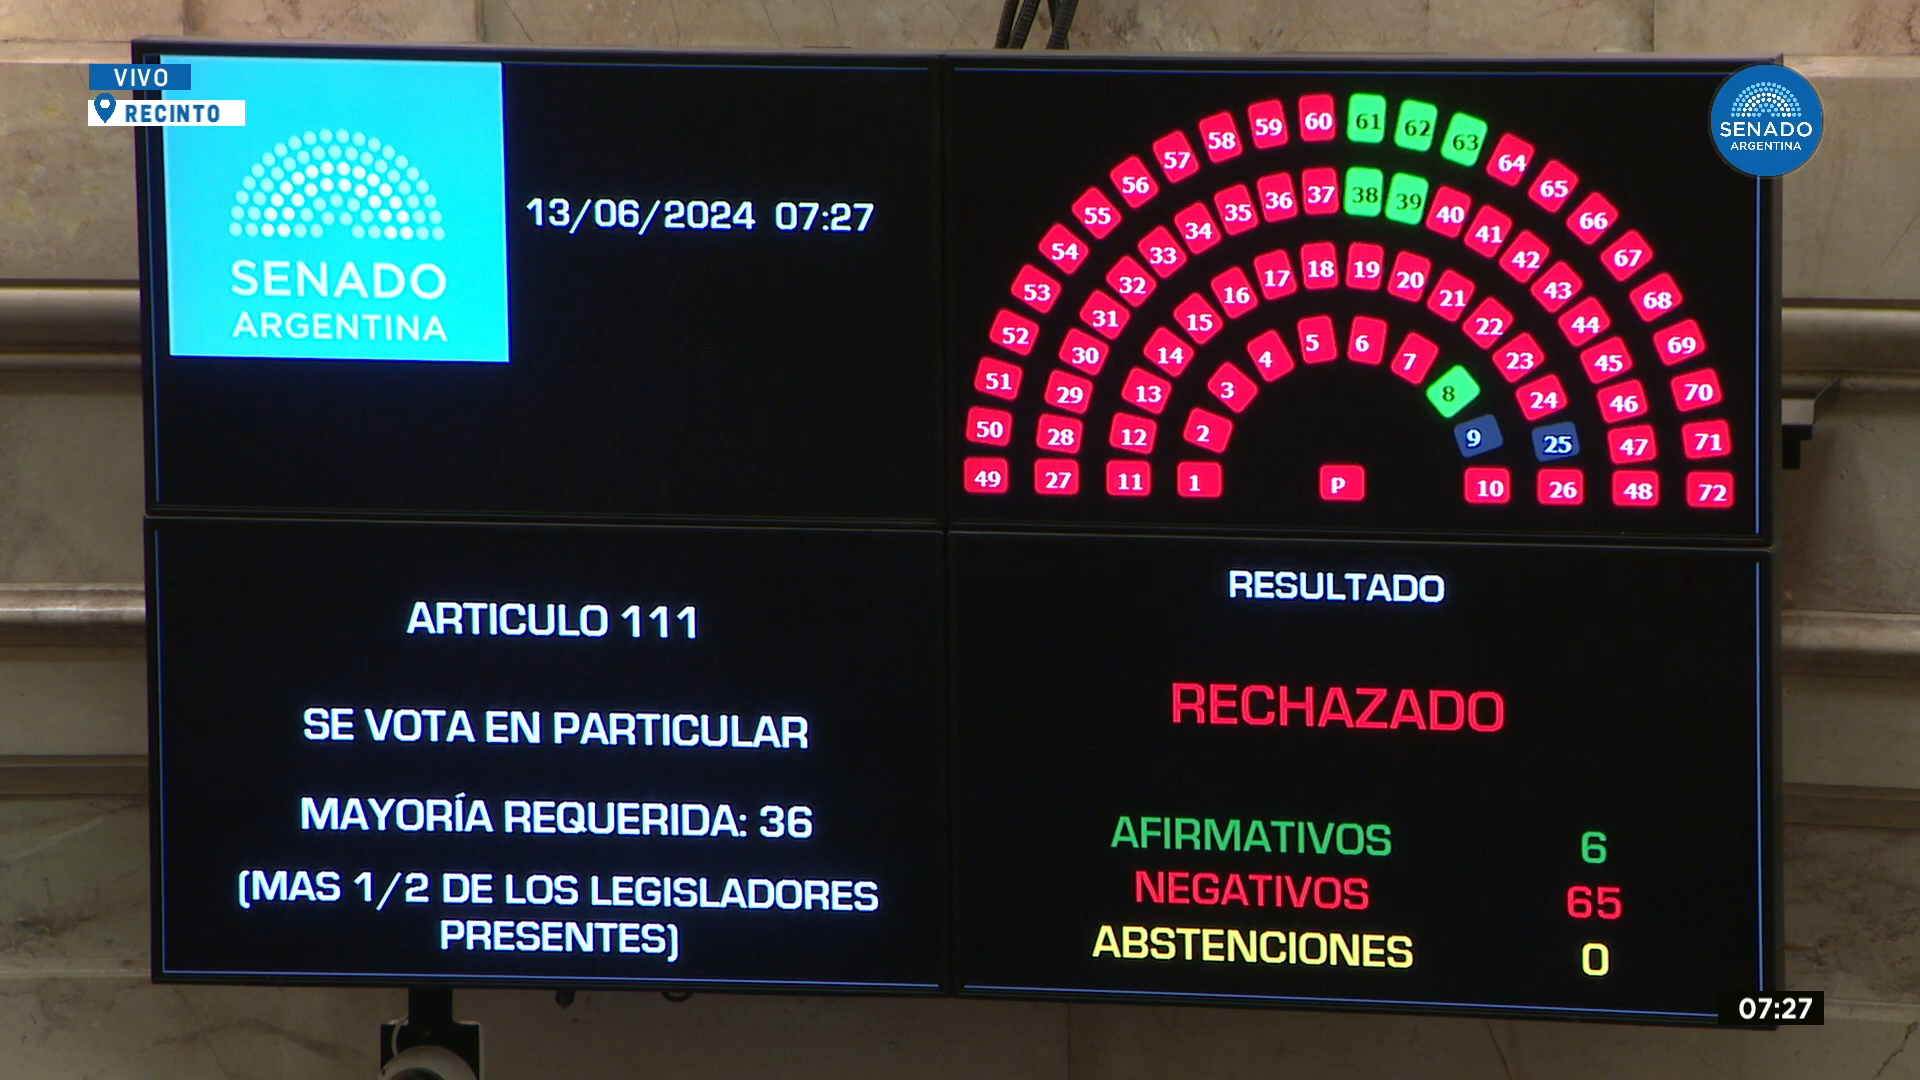 VIVO
RECINTO
SENADO
ARGENTINA
13/06/2024 07:27
SENADO
ARGENTINA
49 50 51 52 53 54 55 56 57 58 59 60 61 62 63 64 65 66 67 68 69 70 71 72
27 28 29 30 31 32 33 34 35 36 37 38 39 40 41 42 43 44 45 46 47 48
11 12 13 14 15 16 17 18 19 20 21 22 23 24 25 26
1 2 3 4 5 6 7 8 9 10
P
ARTICULO 111
SE VOTA EN PARTICULAR
MAYORÍA REQUERIDA: 36
(MAS 1/2 DE LOS LEGISLADORES
PRESENTES)
RESULTADO
RECHAZADO
AFIRMATIVOS 6
NEGATIVOS 65
ABSTENCIONES 0
07:27